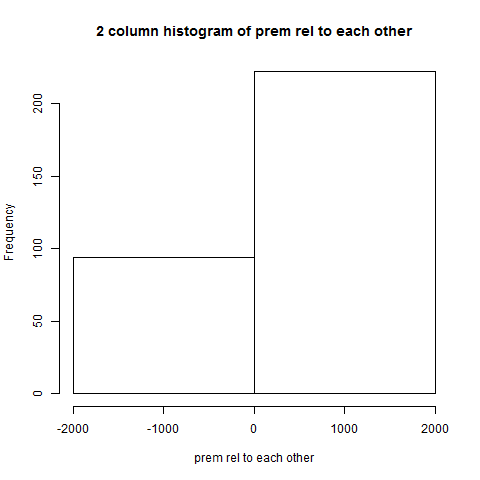 2 column histogram of prem rel to each other
Frequency
200
150
100
50
0
-2000 -1000 0 1000 2000
prem rel to each other